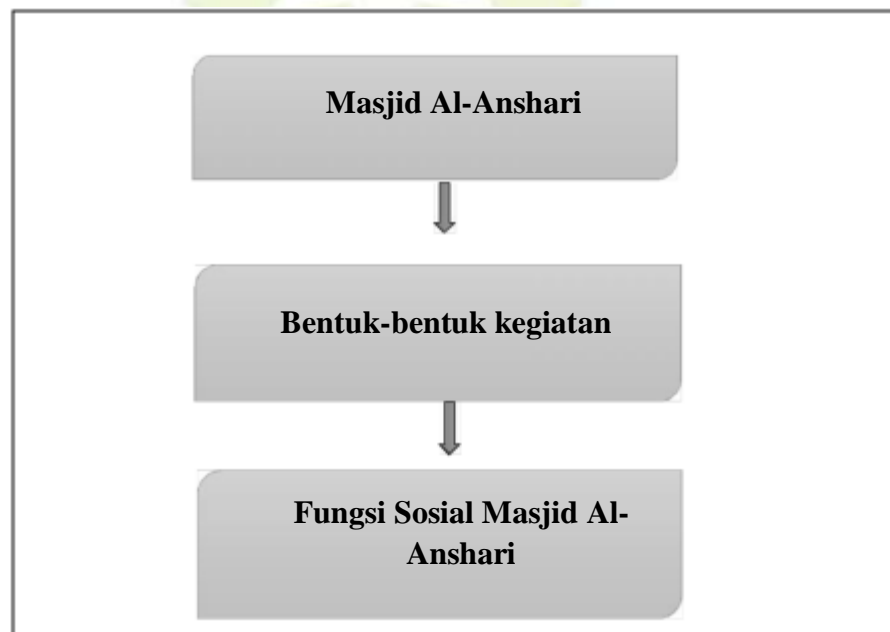 Masjid Al-Anshari
Bentuk-bentuk kegiatan
Fungsi Sosial Masjid Al-
Anshari